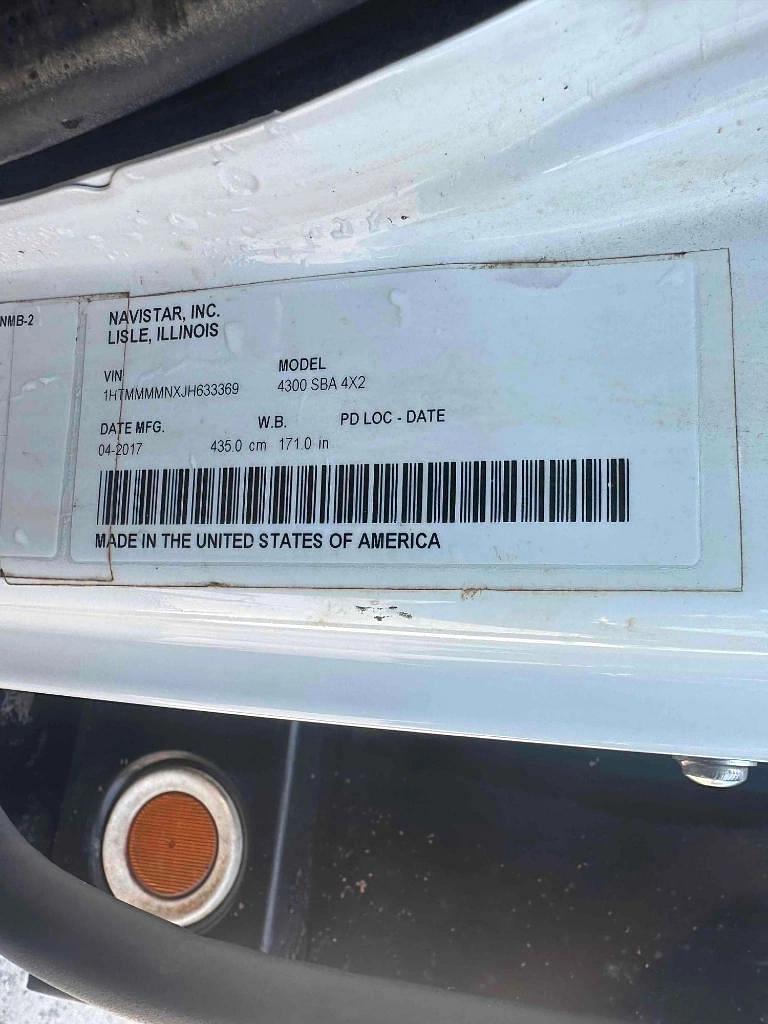 NMB-2
NAVISTAR, INC.
LISLE, ILLINOIS
VIN MODEL
1HTMMMMNXJH633369 4300 SBA 4X2
DATE MFG. W.B. PD LOC - DATE
04-2017 435.0 cm 171.0 in
MADE IN THE UNITED STATES OF AMERICA